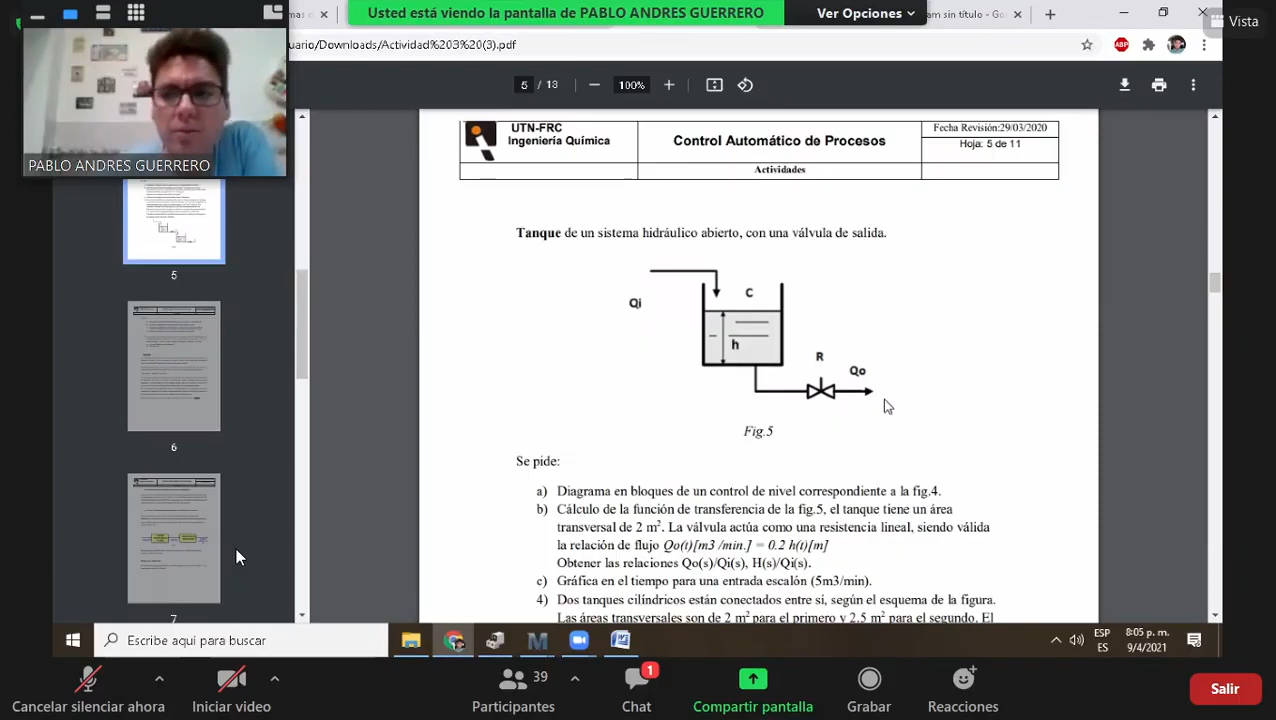 Usted está viendo la pantalla de PABLO ANDRES GUERRERO
Ver Opciones
Vista
uario/Downloads/Actividad%203%20(3).pdf
ABP
5 / 13
100%
PABLO ANDRES GUERRERO
UTN-FRC
Ingeniería Química
Control Automático de Procesos
Fecha Revisión:29/03/2020
Hoja: 5 de 11
Actividades
Tanque de un sistema hidráulico abierto, con una válvula de salida.
Qi
C
h
R
Qo
Fig.5
Se pide:
a) Diagrama en bloques de un control de nivel correspondiente a la fig.4.
b) Cálculo de la función de transferencia de la fig.5, el tanque tiene un área
transversal de 2 m². La válvula actúa como una resistencia lineal, siendo válida
la relación de flujo Qo(t)[m3 /min.] = 0.2 h(t)[m]
Obtener las relaciones Qo(s)/Qi(s), H(s)/Qi(s).
c) Gráfica en el tiempo para una entrada escalón (5m3/min).
4) Dos tanques cilíndricos están conectados entre sí, según el esquema de la figura.
Las áreas transversales son de 2 m² para el primero y 2.5 m² para el segundo. El
5
6
7
Escribe aquí para buscar
ESP
ES
8:05 p. m.
9/4/2021
Cancelar silenciar ahora
Iniciar video
39
Participantes
1
Chat
Compartir pantalla
Grabar
Reacciones
Salir